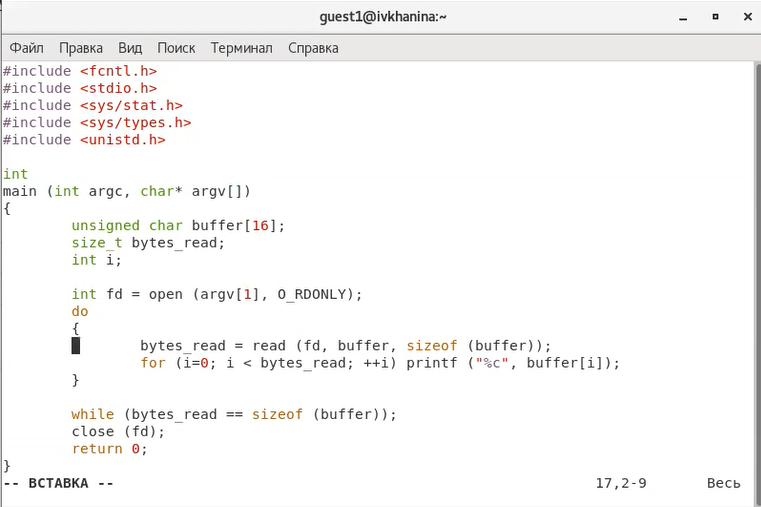 guest1@ivkhanina:~
Файл Правка Вид Поиск Терминал Справка
#include <fcntl.h>
#include <stdio.h>
#include <sys/stat.h>
#include <sys/types.h>
#include <unistd.h>

int
main (int argc, char* argv[])
{
        unsigned char buffer[16];
        size_t bytes_read;
        int i;

        int fd = open (argv[1], O_RDONLY);
        do
        {
                bytes_read = read (fd, buffer, sizeof (buffer));
                for (i=0; i < bytes_read; ++i) printf ("%c", buffer[i]);
        }

        while (bytes_read == sizeof (buffer));
        close (fd);
        return 0;
}
-- ВСТАВКА -- 17,2-9 Весь